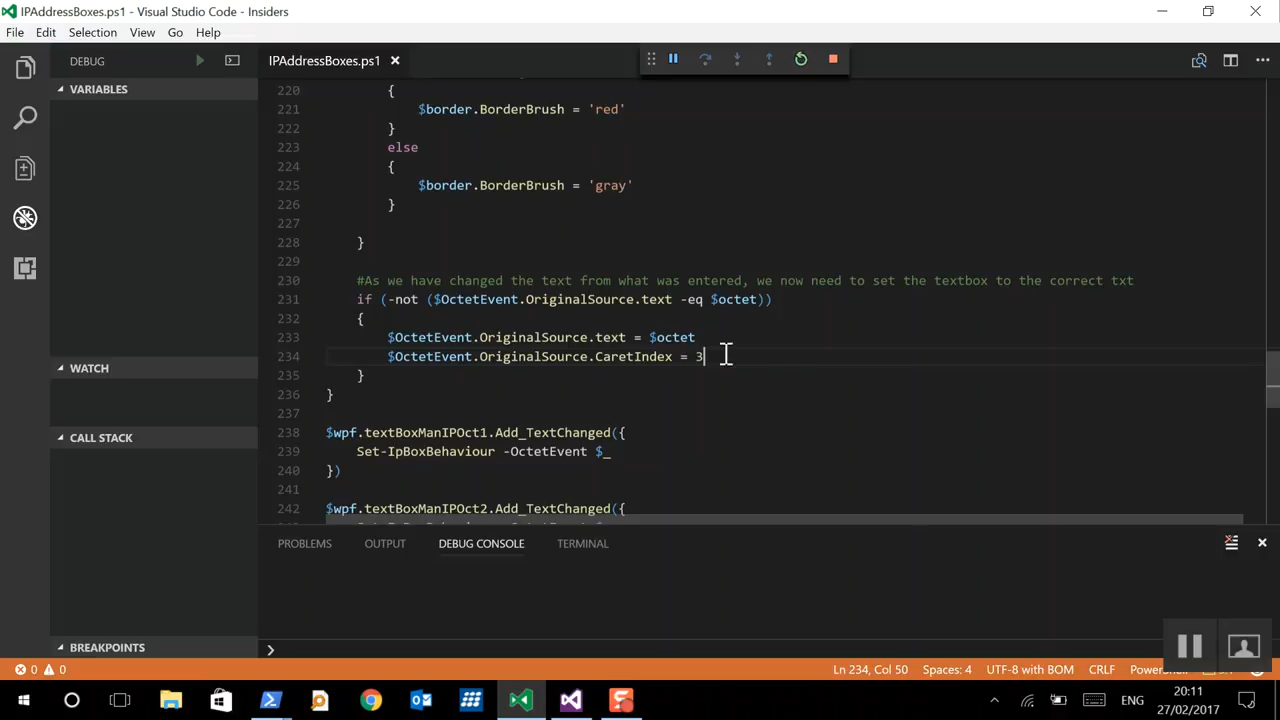 IPAddressBoxes.ps1 - Visual Studio Code - Insiders
File Edit Selection View Go Help
DEBUG
IPAddressBoxes.ps1
VARIABLES
220 {
221 $border.BorderBrush = 'red'
222 }
223 else
224 {
225 $border.BorderBrush = 'gray'
226 }
227
228 }
229
230 #As we have changed the text from what was entered, we now need to set the textbox to the correct txt
231 if (-not ($OctetEvent.OriginalSource.text -eq $octet))
232 {
233 $OctetEvent.OriginalSource.text = $octet
234 $OctetEvent.OriginalSource.CaretIndex = 3
235 }
236 }
237
238 $wpf.textBoxManIPOct1.Add_TextChanged({
239 Set-IpBoxBehaviour -OctetEvent $_
240 })
241
242 $wpf.textBoxManIPOct2.Add_TextChanged({
WATCH
CALL STACK
BREAKPOINTS
PROBLEMS OUTPUT DEBUG CONSOLE TERMINAL
0 0
Ln 234, Col 50 Spaces: 4 UTF-8 with BOM CRLF
ENG
20:11
27/02/2017